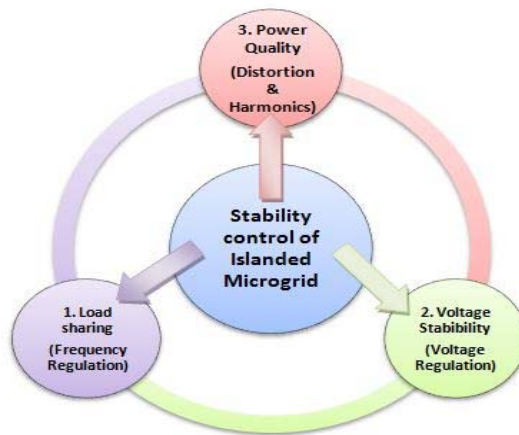 3. Power
Quality
(Distortion
&
Harmonics)
Stability
control of
Islanded
Microgrid
1. Load
sharing
(Frequency
Regulation)
2. Voltage
Stabibility
(Voltage
Regulation)